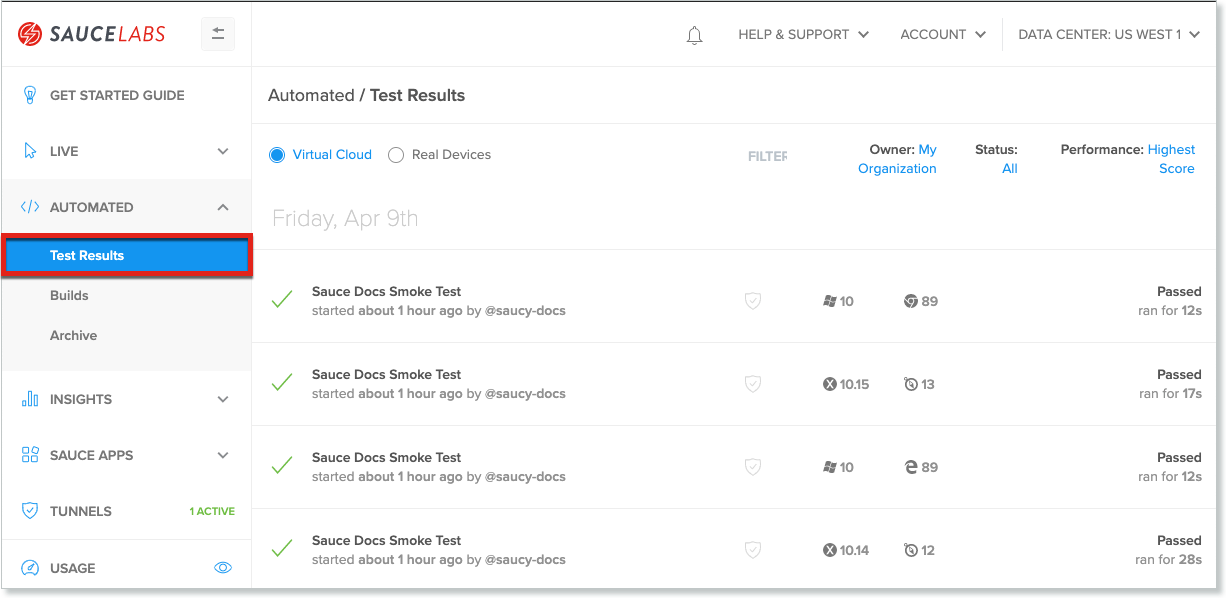 SAUCELABS
HELP & SUPPORT
ACCOUNT
DATA CENTER: US WEST 1
GET STARTED GUIDE
LIVE
AUTOMATED
Test Results
Builds
Archive
INSIGHTS
SAUCE APPS
TUNNELS 1 ACTIVE
USAGE
Automated / Test Results
Virtual Cloud
Real Devices
FILTER
Owner: My
Organization
Status:
All
Performance: Highest
Score
Friday, Apr 9th
Sauce Docs Smoke Test
started about 1 hour ago by @saucy-docs
10
89
Passed
ran for 12s
Sauce Docs Smoke Test
started about 1 hour ago by @saucy-docs
10.15
13
Passed
ran for 17s
Sauce Docs Smoke Test
started about 1 hour ago by @saucy-docs
10
89
Passed
ran for 12s
Sauce Docs Smoke Test
started about 1 hour ago by @saucy-docs
10.14
12
Passed
ran for 28s